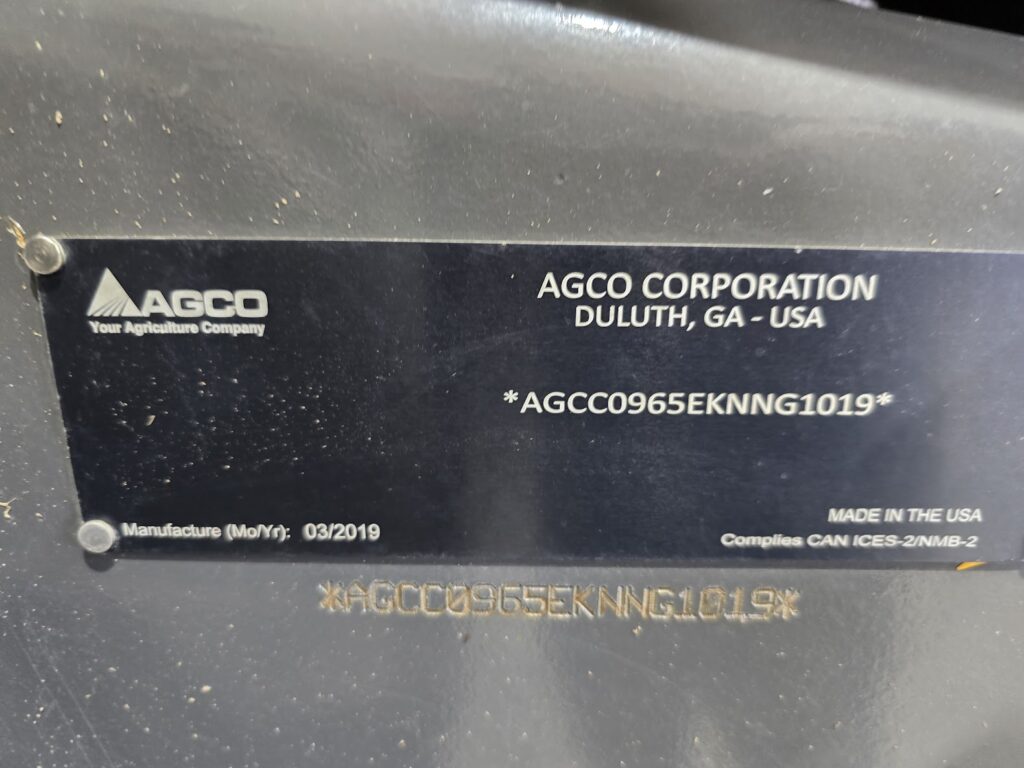 AGCO
Your Agriculture Company
AGCO CORPORATION
DULUTH, GA - USA
*AGCC0965EKNNG1019*
Manufacture (Mo/Yr): 03/2019
MADE IN THE USA
Complies CAN ICES-2/NMB-2
*AGCC0965EKNNG1019*